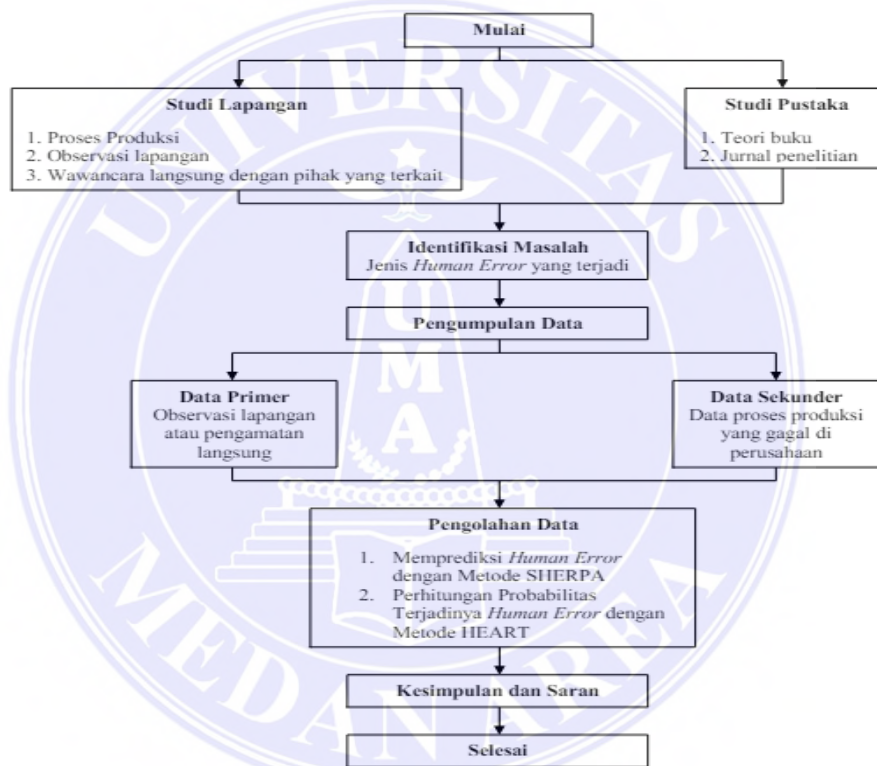 Mulai
Studi Lapangan
1. Proses Produksi
2. Observasi lapangan
3. Wawancara langsung dengan pihak yang terkait
Studi Pustaka
1. Teori buku
2. Jurnal penelitian
Identifikasi Masalah
Jenis Human Error yang terjadi
Pengumpulan Data
Data Primer
Observasi lapangan
atau pengamatan
langsung
Data Sekunder
Data proses produksi
yang gagal di
perusahaan
Pengolahan Data
1. Memprediksi Human Error
dengan Metode SHERPA
2. Perhitungan Probabilitas
Terjadinya Human Error dengan
Metode HEART
Kesimpulan dan Saran
Selesai
UNIVERSITAS
MEDAN AREA
U
M
A